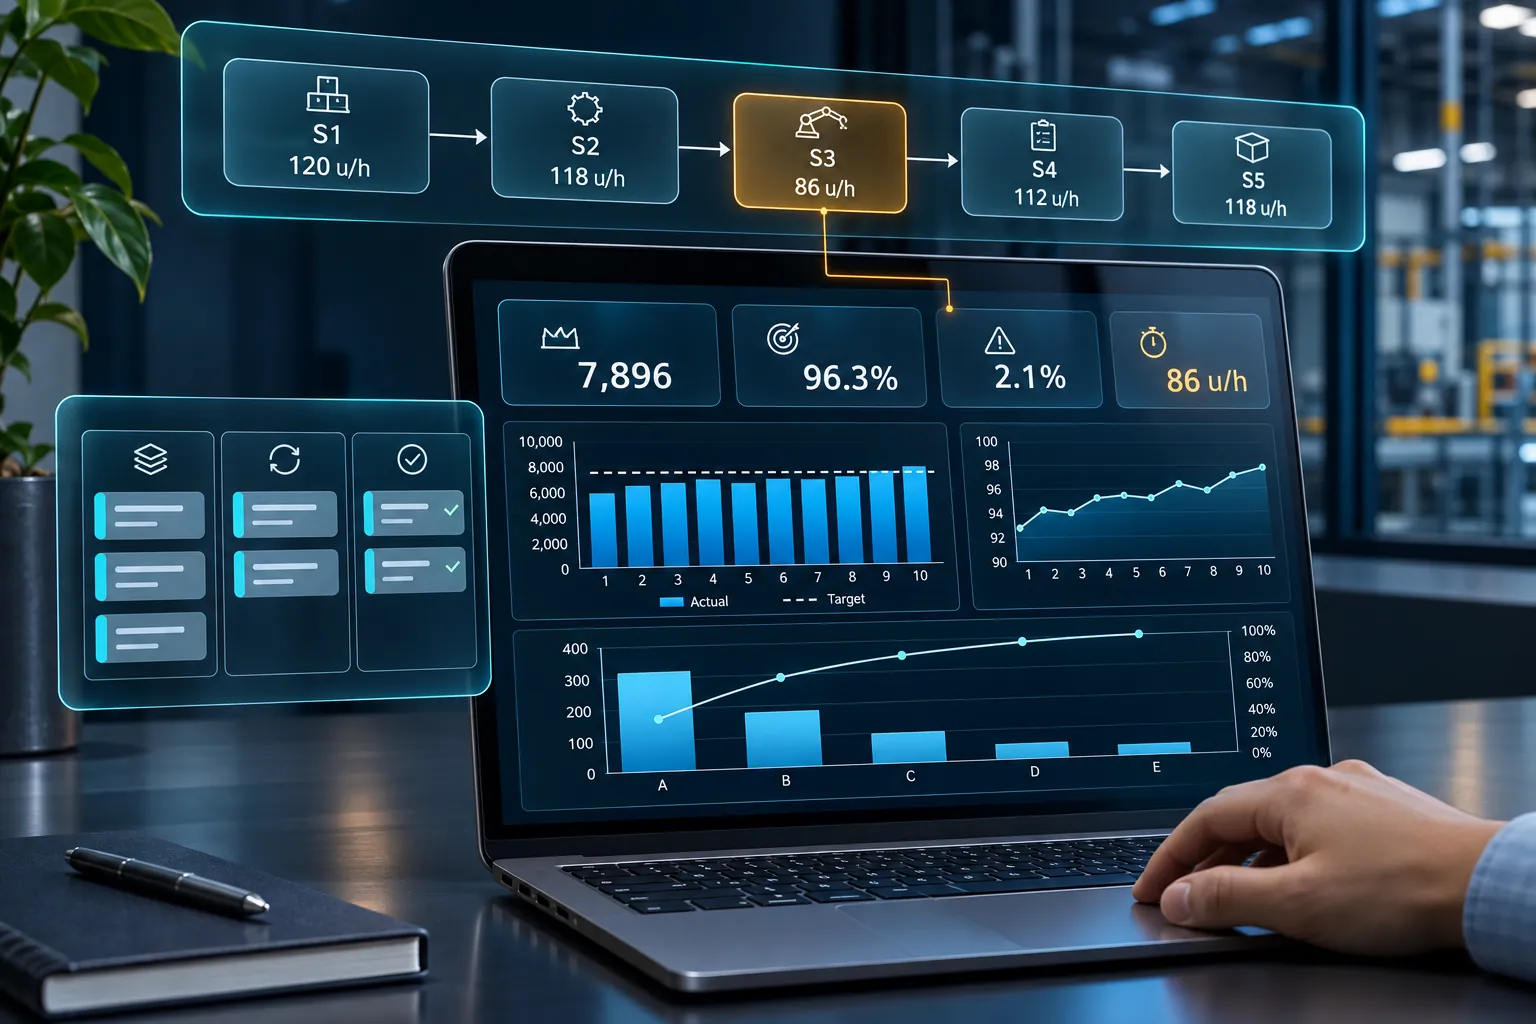 S1
120 u/h
S2
118 u/h
S3
86 u/h
S4
112 u/h
S5
118 u/h
7,896
96.3%
2.1%
86 u/h
10,000
8,000
6,000
4,000
2,000
0
1 2 3 4 5 6 7 8 9 10
Actual
Target
100
98
96
94
92
90
1 2 3 4 5 6 7 8 9 10
400
300
200
100
0
100%
80%
60%
40%
20%
0%
A B C D E